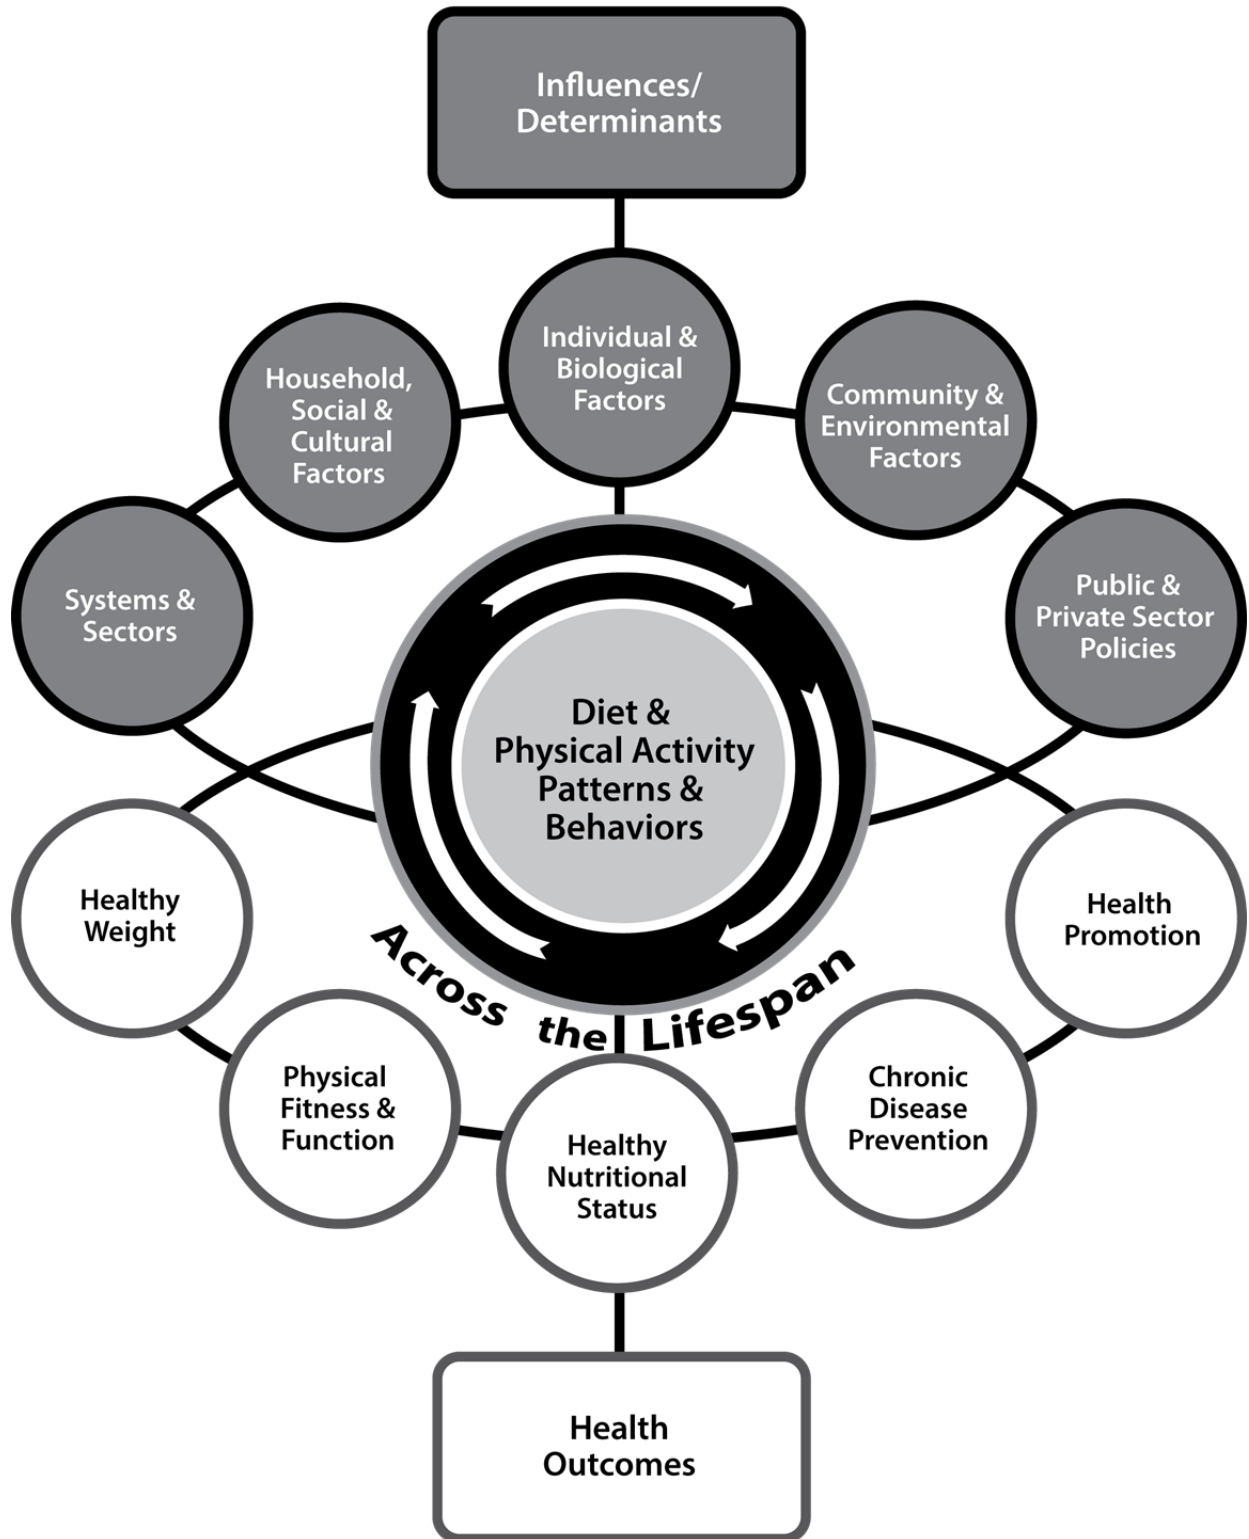 Influences/
Determinants
Individual &
Biological
Factors
Household,
Social &
Cultural
Factors
Community &
Environmental
Factors
Systems &
Sectors
Public &
Private Sector
Policies
Diet &
Physical Activity
Patterns &
Behaviors
Across the Lifespan
Healthy
Weight
Health
Promotion
Physical
Fitness &
Function
Chronic
Disease
Prevention
Healthy
Nutritional
Status
Health
Outcomes